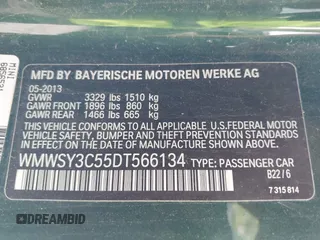 MFD BY BAYERISCHE MOTOREN WERKE AG
05-2013
GVWR 3329 lbs 1510 kg
GAWR FRONT 1896 lbs 860 kg
GAWR REAR 1466 lbs 665 kg
THIS VEHICLE CONFORMS TO ALL APPLICABLE
U.S.FEDERAL MOTOR VEHICLE SAFETY,
BUMPER, AND THEFT PREVENTION STANDARDS
IN EFFECT ON THE DATE OF MANUFACTURE
SHOWN ABOVE.
WMWSY3C55DT566134 TYPE: PASSENGER CAR
B22 / 6
7 315 814
MINI
BIDSTAT